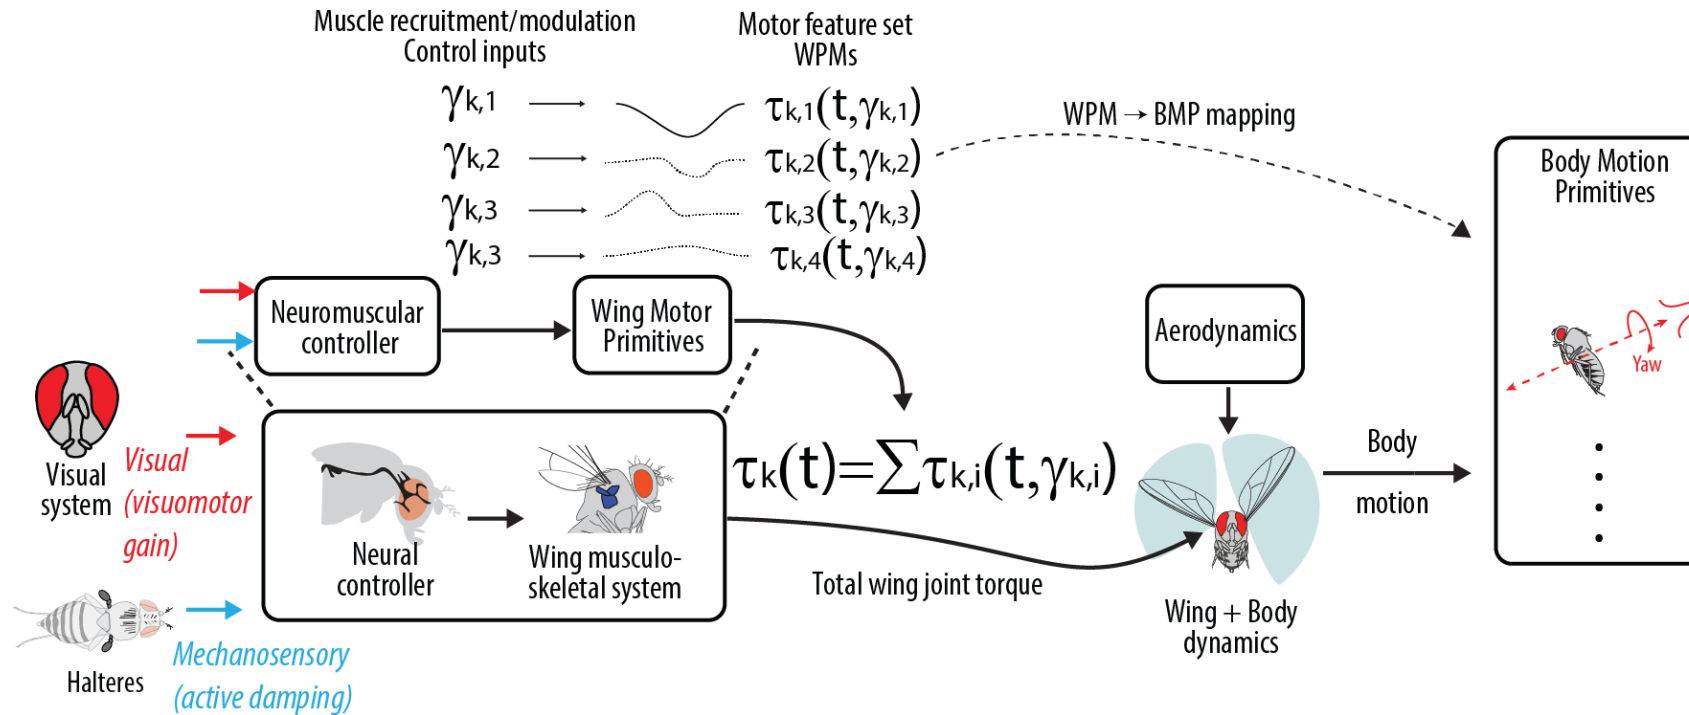 Muscle recruitment/modulation
Control inputs
Motor feature set
WPMs
γk,1
τk,1(t,γk,1)
γk,2
τk,2(t,γk,2)
γk,3
τk,3(t,γk,3)
γk,3
τk,4(t,γk,4)
WPM → BMP mapping
Body Motion
Primitives
Yaw
Neuromuscular
controller
Wing Motor
Primitives
Aerodynamics
Visual
system
Visual
(visuomotor
gain)
Neural
controller
Wing musculo-
skeletal system
τk(t)=∑τk,i(t,γk,i)
Total wing joint torque
Wing + Body
dynamics
Body
motion
Halteres
Mechanosensory
(active damping)